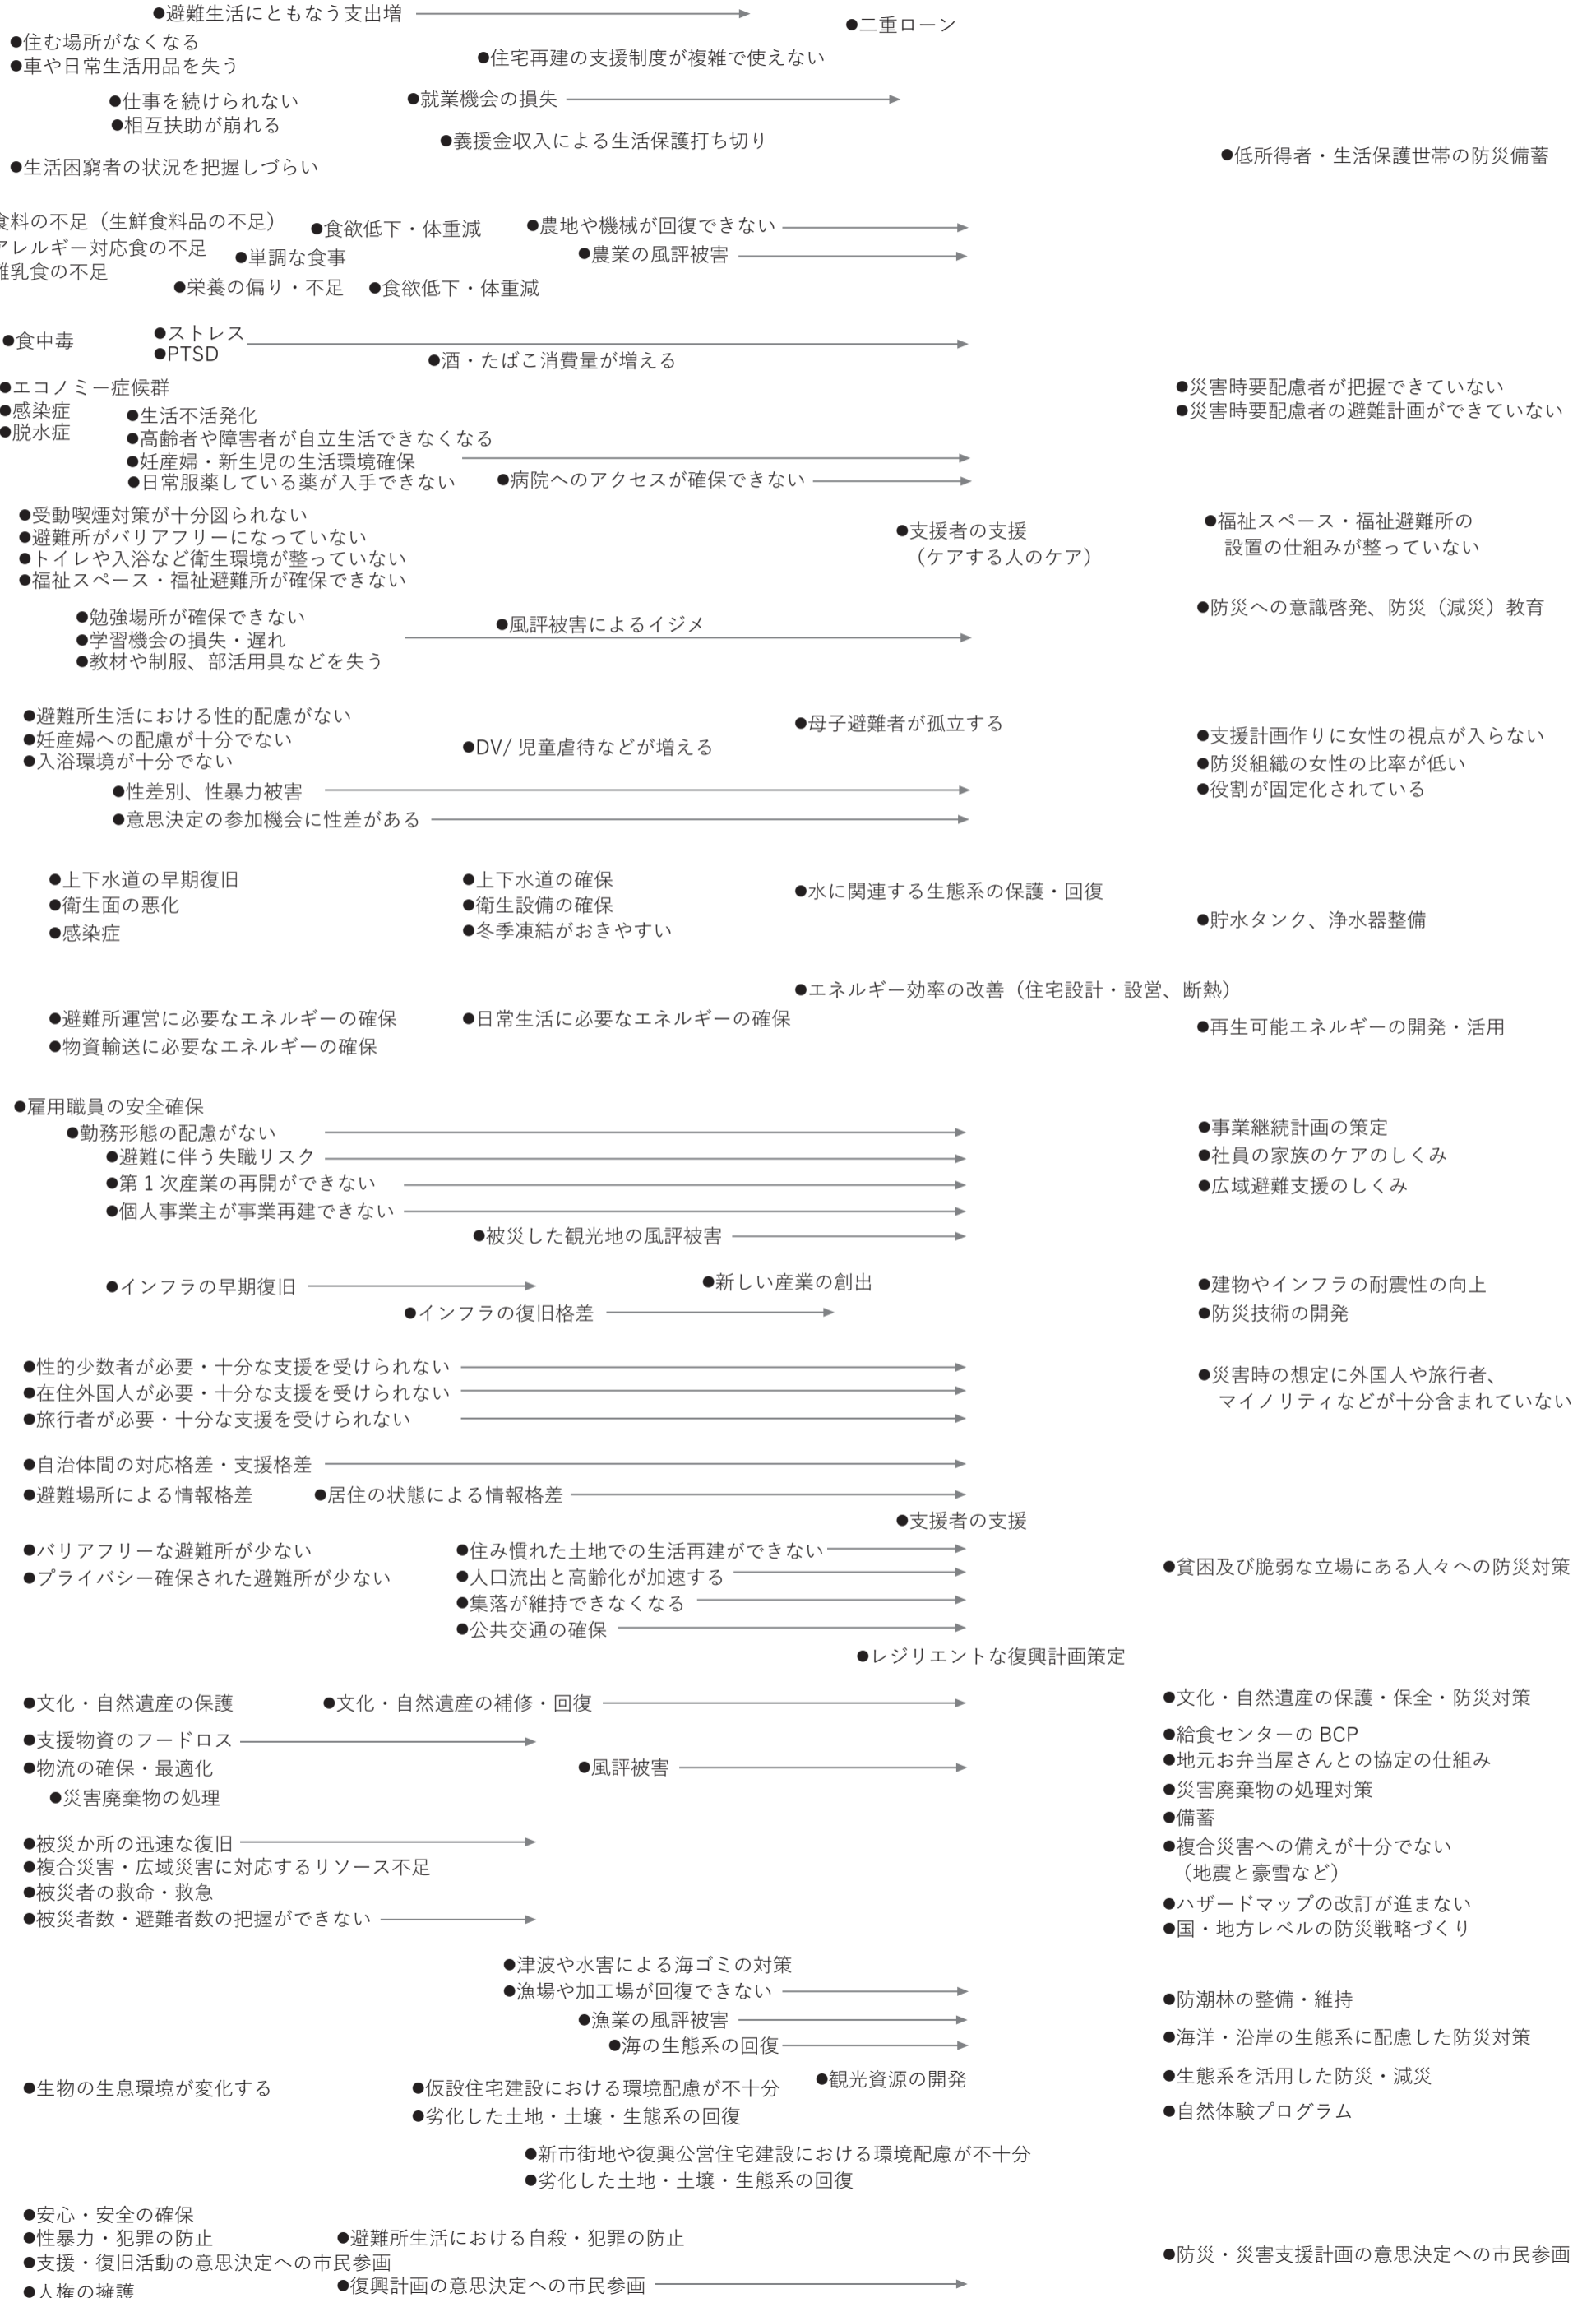 ●避難生活にともなう支出増
●二重ローン
●住む場所がなくなる
●車や日常生活用品を失う
●住宅再建の支援制度が複雑で使えない
●仕事を続けられない
●就業機会の損失
●相互扶助が崩れる
●義援金収入による生活保護打ち切り
●生活困窮者の状況を把握しづらい
●低所得者・生活保護世帯の防災備蓄
食料の不足（生鮮食料品の不足）
●食欲低下・体重減
●農地や機械が回復できない
アレルギー対応食の不足
●単調な食事
●農業の風評被害
離乳食の不足
●栄養の偏り・不足
●食欲低下・体重減
●食中毒
●ストレス
●PTSD
●酒・たばこ消費量が増える
●エコノミー症候群
●感染症
●脱水症
●災害時要配慮者が把握できていない
●災害時要配慮者の避難計画ができていない
●生活不活発化
●高齢者や障害者が自立生活できなくなる
●妊産婦・新生児の生活環境確保
●日常服薬している薬が入手できない
●病院へのアクセスが確保できない
●受動喫煙対策が十分図られない
●避難所がバリアフリーになっていない
●トイレや入浴など衛生環境が整っていない
●福祉スペース・福祉避難所が確保できない
●支援者の支援
（ケアする人のケア）
●福祉スペース・福祉避難所の
設置の仕組みが整っていない
●勉強場所が確保できない
●学習機会の損失・遅れ
●教材や制服、部活用具などを失う
●風評被害によるイジメ
●防災への意識啓発、防災（減災）教育
●避難所生活における性的配慮がない
●妊産婦への配慮が十分でない
●入浴環境が十分でない
●DV/ 児童虐待などが増える
●母子避難者が孤立する
●支援計画作りに女性の視点が入らない
●防災組織の女性の比率が低い
●役割が固定化されている
●性差別、性暴力被害
●意思決定の参加機会に性差がある
●上下水道の早期復旧
●衛生面の悪化
●感染症
●上下水道の確保
●衛生設備の確保
●冬季凍結がおきやすい
●水に関連する生態系の保護・回復
●貯水タンク、浄水器整備
●エネルギー効率の改善（住宅設計・設営、断熱）
●避難所運営に必要なエネルギーの確保
●日常生活に必要なエネルギーの確保
●再生可能エネルギーの開発・活用
●物資輸送に必要なエネルギーの確保
●雇用職員の安全確保
●勤務形態の配慮がない
●避難に伴う失職リスク
●第 1 次産業の再開ができない
●個人事業主が事業再建できない
●被災した観光地の風評被害
●事業継続計画の策定
●社員の家族のケアのしくみ
●広域避難支援のしくみ
●インフラの早期復旧
●新しい産業の創出
●インフラの復旧格差
●建物やインフラの耐震性の向上
●防災技術の開発
●性的少数者が必要・十分な支援を受けられない
●在住外国人が必要・十分な支援を受けられない
●旅行者が必要・十分な支援を受けられない
●災害時の想定に外国人や旅行者、
マイノリティなどが十分含まれていない
●自治体間の対応格差・支援格差
●避難場所による情報格差
●居住の状態による情報格差
●支援者の支援
●バリアフリーな避難所が少ない
●プライバシー確保された避難所が少ない
●住み慣れた土地での生活再建ができない
●人口流出と高齢化が加速する
●集落が維持できなくなる
●公共交通の確保
●貧困及び脆弱な立場にある人々への防災対策
●レジリエントな復興計画策定
●文化・自然遺産の保護
●文化・自然遺産の補修・回復
●文化・自然遺産の保護・保全・防災対策
●支援物資のフードロス
●物流の確保・最適化
●災害廃棄物の処理
●風評被害
●給食センターの BCP
●地元お弁当屋さんとの協定の仕組み
●災害廃棄物の処理対策
●備蓄
●被災か所の迅速な復旧
●複合災害・広域災害に対応するリソース不足
●被災者の救命・救急
●被災者数・避難者数の把握ができない
●複合災害への備えが十分でない
（地震と豪雪など）
●ハザードマップの改訂が進まない
●国・地方レベルの防災戦略づくり
●津波や水害による海ゴミの対策
●漁場や加工場が回復できない
●漁業の風評被害
●海の生態系の回復
●防潮林の整備・維持
●海洋・沿岸の生態系に配慮した防災対策
●生物の生息環境が変化する
●仮設住宅建設における環境配慮が不十分
●観光資源の開発
●劣化した土地・土壌・生態系の回復
●生態系を活用した防災・減災
●自然体験プログラム
●新市街地や復興公営住宅建設における環境配慮が不十分
●劣化した土地・土壌・生態系の回復
●安心・安全の確保
●性暴力・犯罪の防止
●避難所生活における自殺・犯罪の防止
●支援・復旧活動の意思決定への市民参画
●防災・災害支援計画の意思決定への市民参画
●人権の擁護
●復興計画の意思決定への市民参画